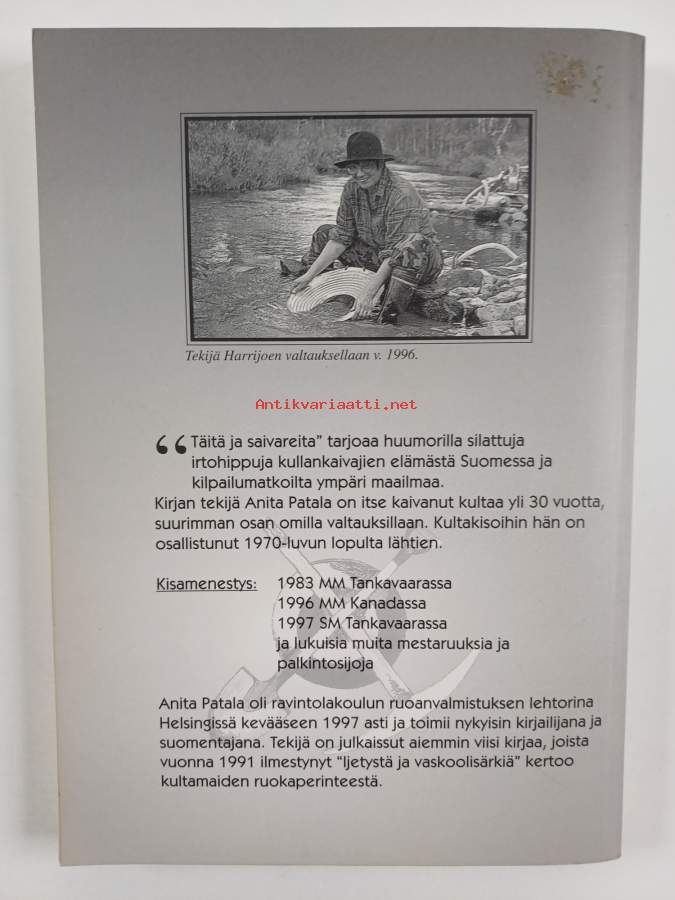 Tekijä Harrijoen valtauksellaan v. 1996.
Antikvariaatti.net
“ Täitä ja saivareita” tarjoaa huumorilla silattuja
irtohippuja kullankaivajien elämästä Suomessa ja
kilpailumatkoilta ympäri maailmaa.
Kirjan tekijä Anita Patala on itse kaivanut kultaa yli 30 vuotta,
suurimman osan omilla valtauksillaan. Kultakisoihin hän on
osallistunut 1970-luvun lopulta lähtien.
Kisamenestys: 1983 MM Tankavaarassa
1996 MM Kanadassa
1997 SM Tankavaarassa
ja lukuisia muita mestaruuksia ja
palkintosijoja
Anita Patala oli ravintolakoulun ruoanvalmistuksen lehtorina
Helsingissä kevääseen 1997 asti ja toimii nykyisin kirjailijana ja
suomentajana. Tekijä on julkaissut aiemmin viisi kirjaa, joista
vuonna 1991 ilmestynyt “Ijetystä ja vaskoolisärkiä” kertoo
kultamaiden ruokaperinteestä.